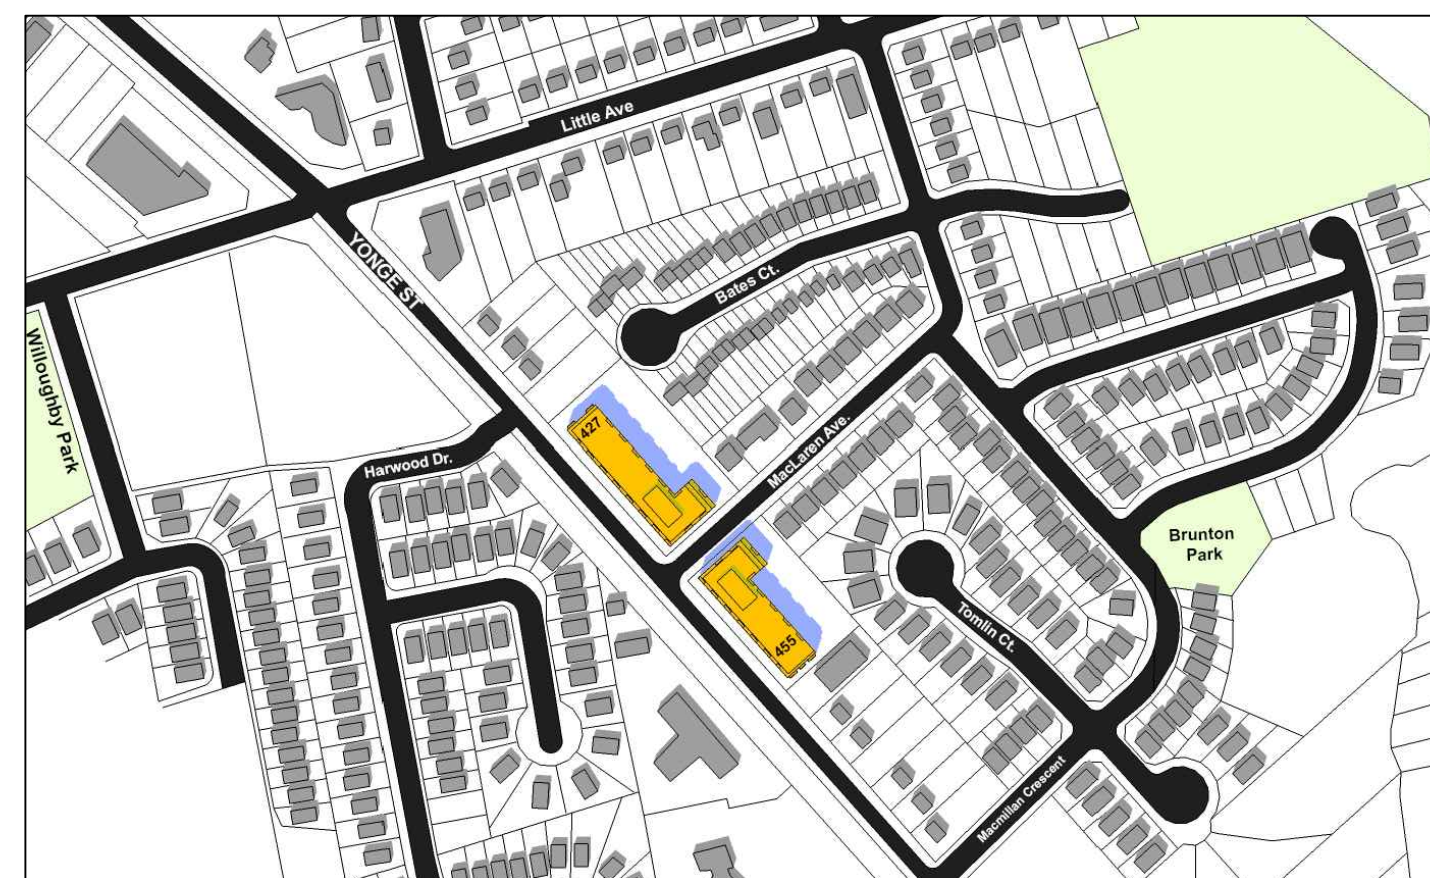 Little Ave
YONGE ST
Bates Ct.
Willoughby Park
427
MacLaren Ave.
Harwood Dr.
Brunton
Park
Tomlin Ct.
455
Macmillan Crescent